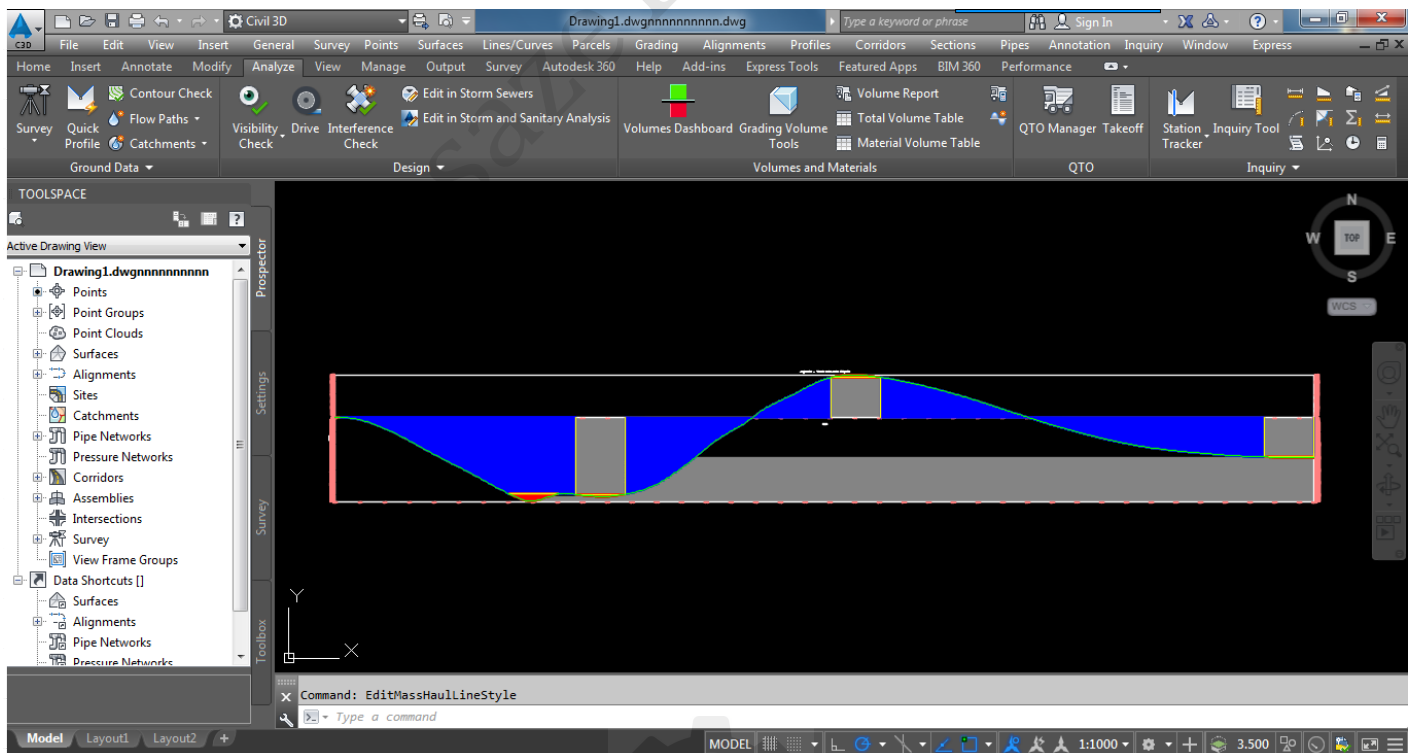 Civil 3D
Drawing1.dwgnnnnnnnnnn.dwg
Type a keyword or phrase
Sign In
C3D
File Edit View Insert General Survey Points Surfaces Lines/Curves Parcels Grading Alignments Profiles Corridors Sections Pipes Annotation Inquiry Window Express
Home Insert Annotate Modify Analyze View Manage Output Survey Autodesk 360 Help Add-ins Express Tools Featured Apps BIM 360 Performance
Survey
Quick Profile
Contour Check
Flow Paths
Catchments
Ground Data
Visibility Check
Drive
Interference Check
Edit in Storm Sewers
Edit in Storm and Sanitary Analysis
Design
Volumes Dashboard
Grading Volume Tools
Volume Report
Total Volume Table
Material Volume Table
Volumes and Materials
QTO Manager
Takeoff
QTO
Station Tracker
Inquiry Tool
Inquiry
TOOLSPACE
Active Drawing View
Prospector
Settings
Survey
Toolbox
Drawing1.dwgnnnnnnnnnn
Points
Point Groups
Point Clouds
Surfaces
Alignments
Sites
Catchments
Pipe Networks
Pressure Networks
Corridors
Assemblies
Intersections
Survey
View Frame Groups
Data Shortcuts []
Surfaces
Alignments
Pipe Networks
Pressure Networks
N
W TOP E
S
WCS
Y
X
Command: EditMassHaulLineStyle
Type a command
Model Layout1 Layout2 +
MODEL
1:1000
3.500